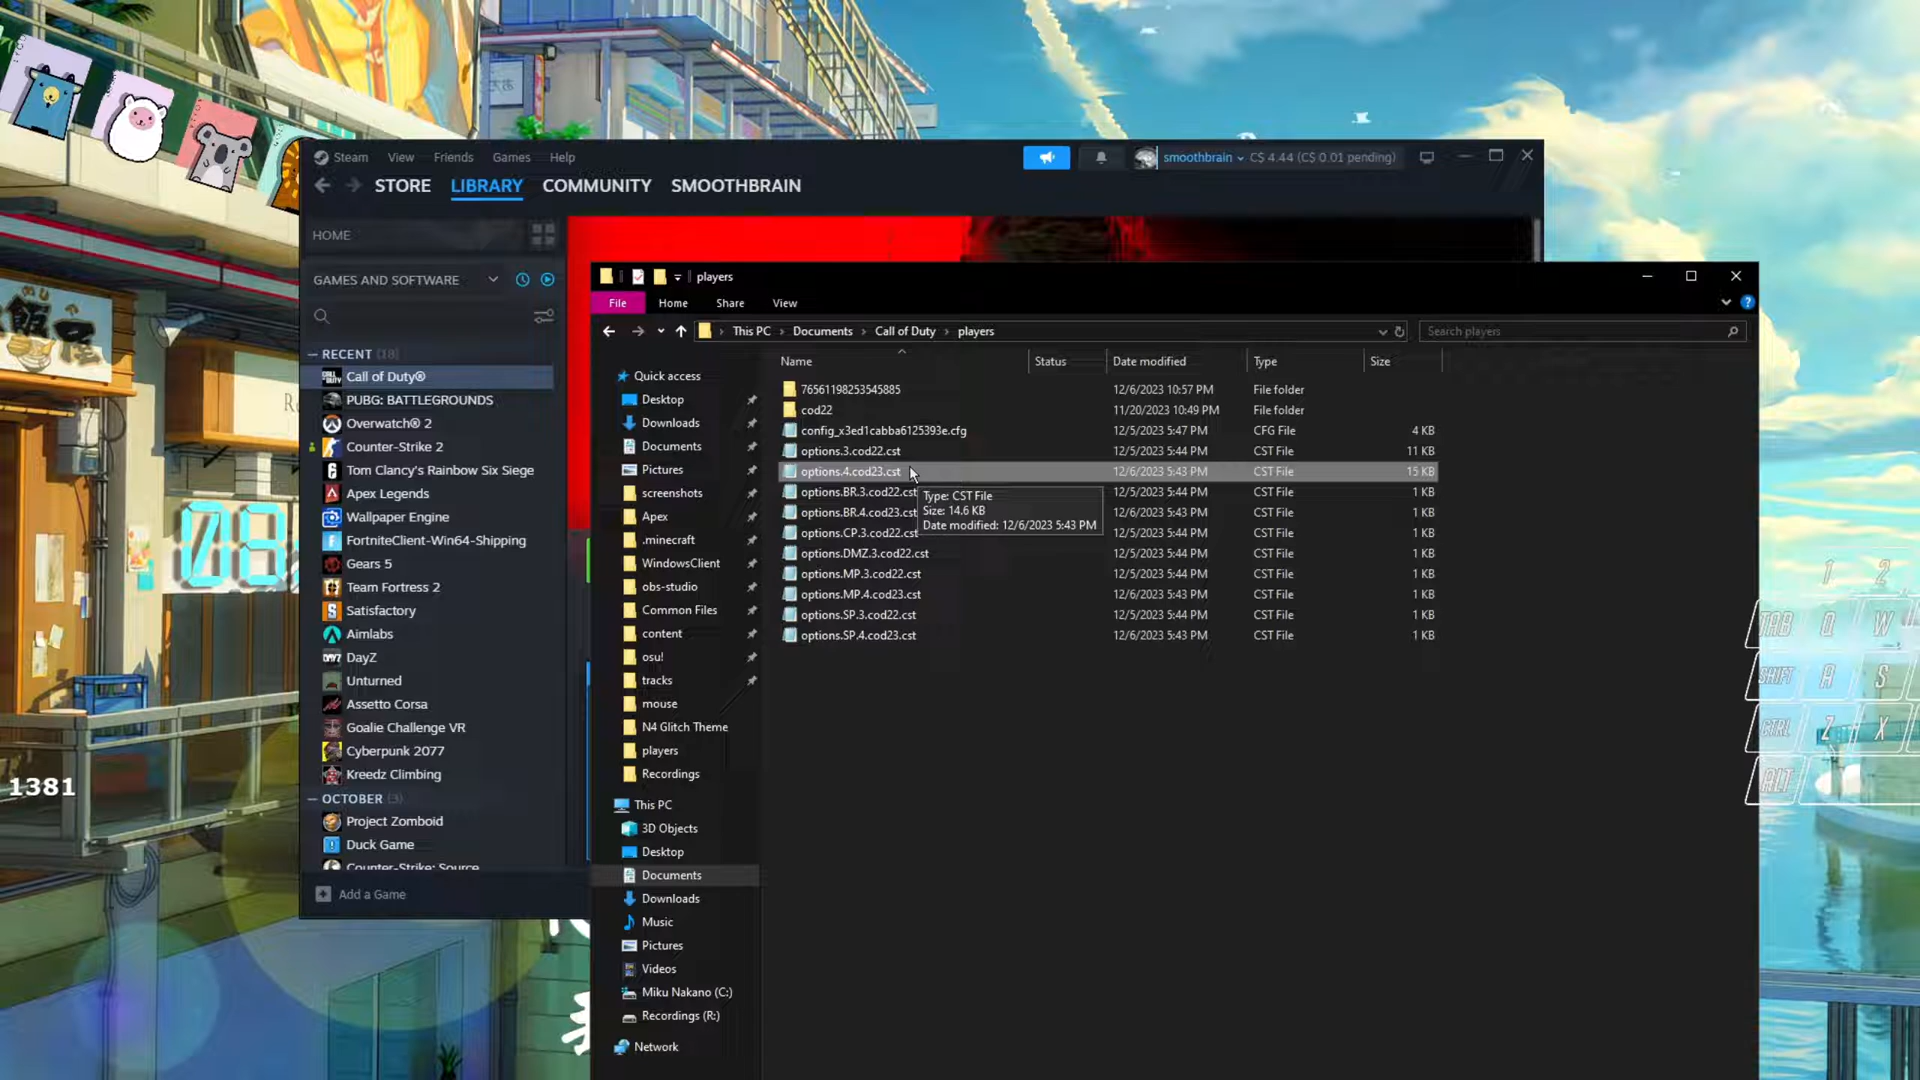 Steam View Friends Games Help
smoothbrain C$ 4.44 (C$ 0.01 pending)
STORE LIBRARY COMMUNITY SMOOTHBRAIN
HOME
GAMES AND SOFTWARE
RECENT (18)
Call of Duty®
PUBG: BATTLEGROUNDS
Overwatch® 2
Counter-Strike 2
Tom Clancy's Rainbow Six Siege
Apex Legends
Wallpaper Engine
FortniteClient-Win64-Shipping
Gears 5
Team Fortress 2
Satisfactory
Aimlabs
DayZ
Unturned
Assetto Corsa
Goalie Challenge VR
Cyberpunk 2077
Kreedz Climbing
OCTOBER (3)
Project Zomboid
Duck Game
Counter-Strike: Source
Add a Game
players
File Home Share View
This PC Documents Call of Duty players
Search players
Name Status Date modified Type Size
76561198253545885 12/6/2023 10:57 PM File folder
cod22 11/20/2023 10:49 PM File folder
config_x3ed1cabba6125393e.cfg 12/5/2023 5:47 PM CFG File 4 KB
options.3.cod22.cst 12/5/2023 5:44 PM CST File 11 KB
options.4.cod23.cst 12/6/2023 5:43 PM CST File 15 KB
options.BR.3.cod22.cst 12/5/2023 5:44 PM CST File 1 KB
options.BR.4.cod23.cst 12/6/2023 5:43 PM CST File 1 KB
options.CP.3.cod22.cst 12/5/2023 5:44 PM CST File 1 KB
options.DMZ.3.cod22.cst 12/5/2023 5:44 PM CST File 1 KB
options.MP.3.cod22.cst 12/5/2023 5:44 PM CST File 1 KB
options.MP.4.cod23.cst 12/6/2023 5:43 PM CST File 1 KB
options.SP.3.cod22.cst 12/5/2023 5:44 PM CST File 1 KB
options.SP.4.cod23.cst 12/6/2023 5:43 PM CST File 1 KB
Type: CST File
Size: 14.6 KB
Date modified: 12/6/2023 5:43 PM
Quick access
Desktop
Downloads
Documents
Pictures
screenshots
Apex
.minecraft
WindowsClient
obs-studio
Common Files
content
osu!
tracks
mouse
N4 Glitch Theme
players
Recordings
This PC
3D Objects
Desktop
Documents
Downloads
Music
Pictures
Videos
Miku Nakano (C:)
Recordings (R:)
Network
1381
08
1 2
TAB Q W
SHIFT A S
CTRL Z X
ALT